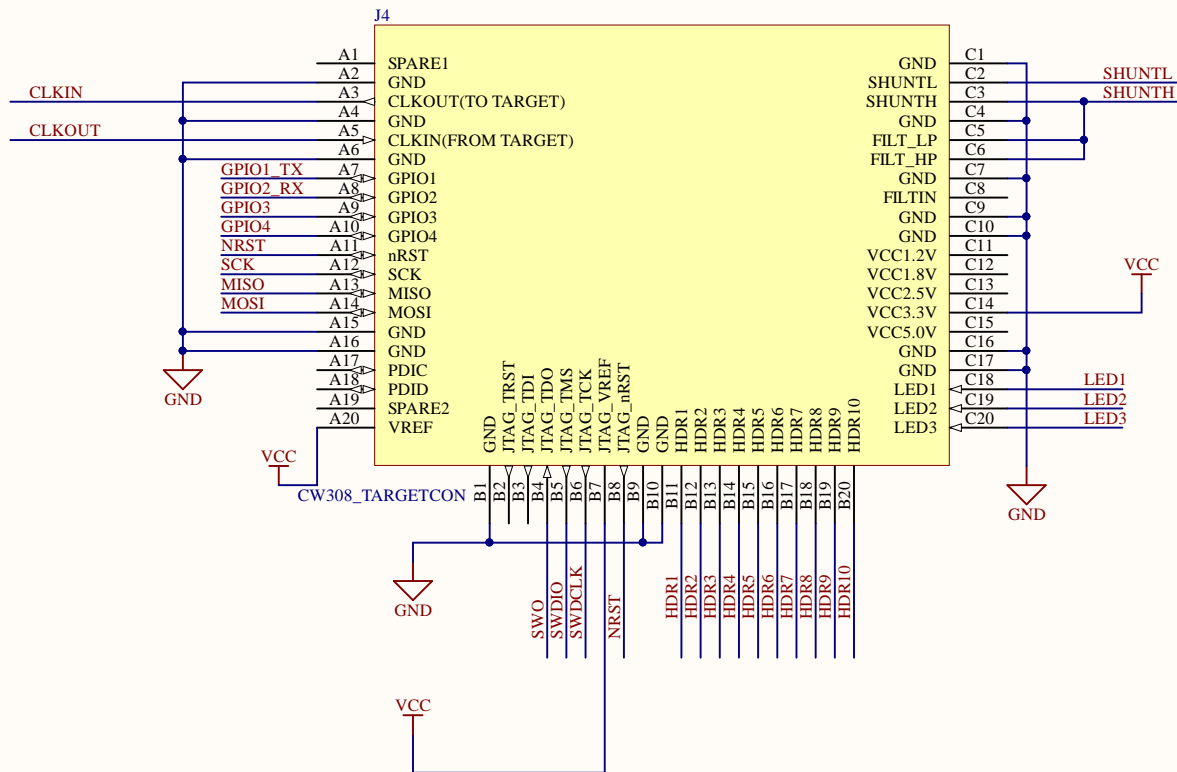 J4
A1 SPARE1
A2 GND
CLKIN A3 CLKOUT(TO TARGET)
A4 GND
CLKOUT A5 CLKIN(FROM TARGET)
A6 GND
GPIO1_TX A7 GPIO1
GPIO2_RX A8 GPIO2
GPIO3 A9 GPIO3
GPIO4 A10 GPIO4
NRST A11 nRST
SCK A12 SCK
MISO A13 MISO
MOSI A14 MOSI
A15 GND
A16 GND
A17 PDIC
A18 PDID
A19 SPARE2
A20 VREF
GND
VCC
GND C1
SHUNTL C2 SHUNTL
SHUNTH C3 SHUNTH
GND C4
FILT_LP C5
FILT_HP C6
GND C7
FILTIN C8
GND C9
GND C10
VCC1.2V C11
VCC1.8V C12
VCC2.5V C13
VCC3.3V C14
VCC5.0V C15
GND C16
GND C17
LED1 C18 LED1
LED2 C19 LED2
LED3 C20 LED3
VCC
GND
CW308_TARGETCON
GND B1
JTAG_TRST B2
JTAG_TDI B3
JTAG_TDO B4 SWO
JTAG_TMS B5 SWDIO
JTAG_TCK B6 SWDCLK
JTAG_VREF B7
JTAG_nRST B8 NRST
GND B9
GND B10
HDR1 B11 HDR1
HDR2 B12 HDR2
HDR3 B13 HDR3
HDR4 B14 HDR4
HDR5 B15 HDR5
HDR6 B16 HDR6
HDR7 B17 HDR7
HDR8 B18 HDR8
HDR9 B19 HDR9
HDR10 B20 HDR10
GND
VCC